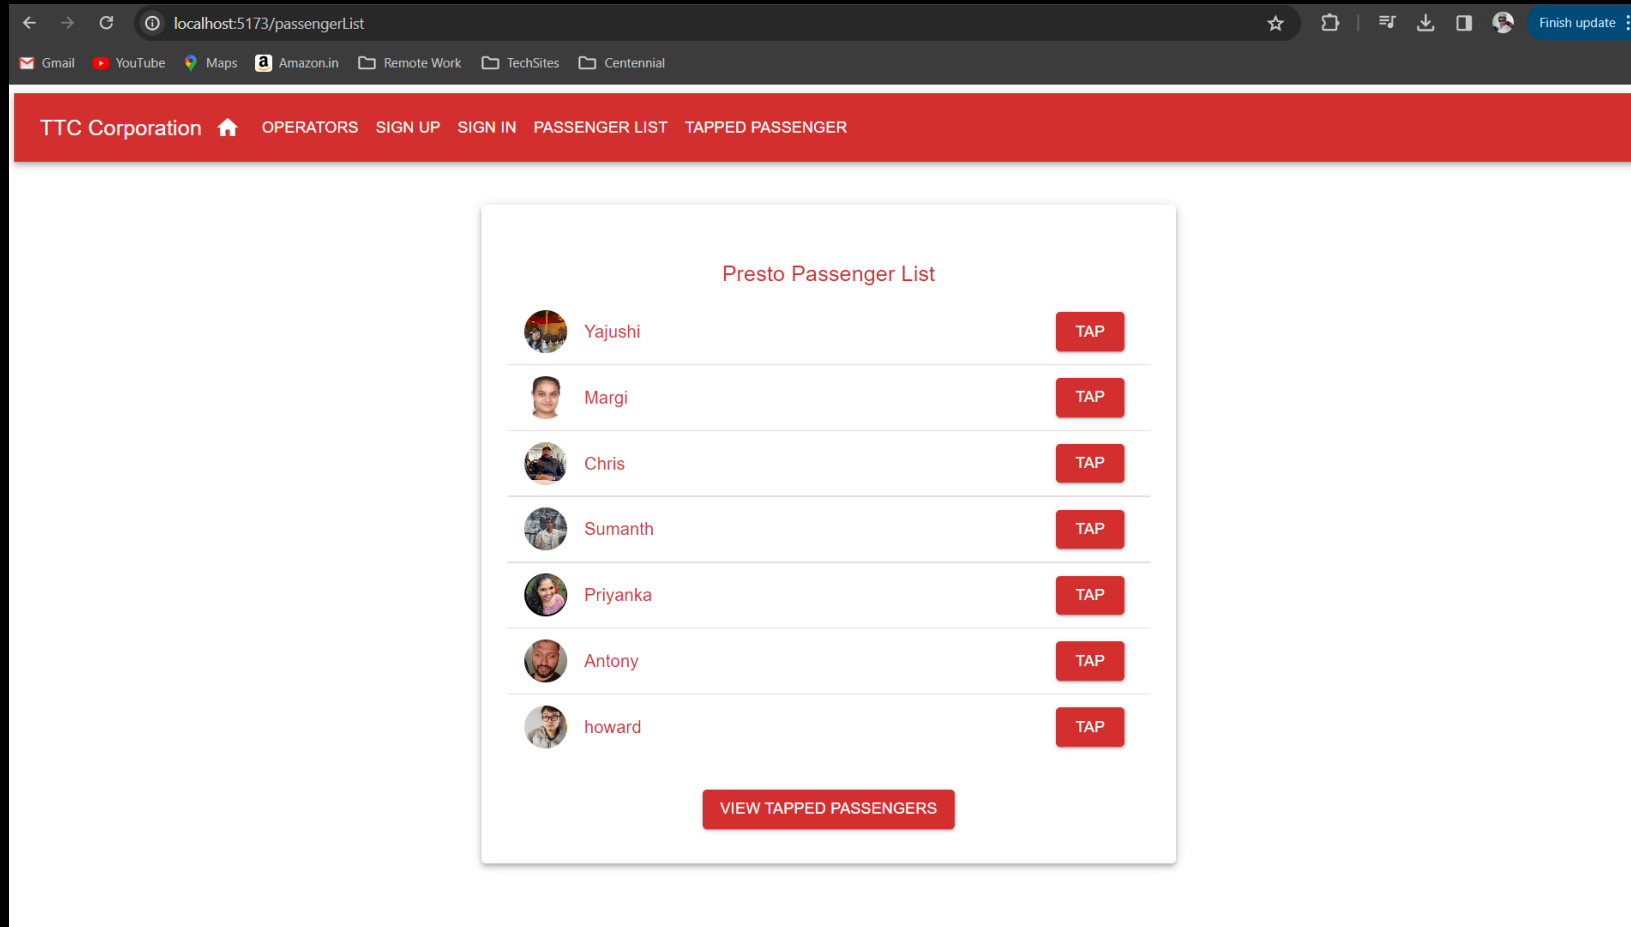 localhost:5173/passengerList
Finish update
Gmail YouTube Maps a Amazon.in Remote Work TechSites Centennial
TTC Corporation OPERATORS SIGN UP SIGN IN PASSENGER LIST TAPPED PASSENGER
Presto Passenger List
Yajushi TAP
Margi TAP
Chris TAP
Sumanth TAP
Priyanka TAP
Antony TAP
howard TAP
VIEW TAPPED PASSENGERS